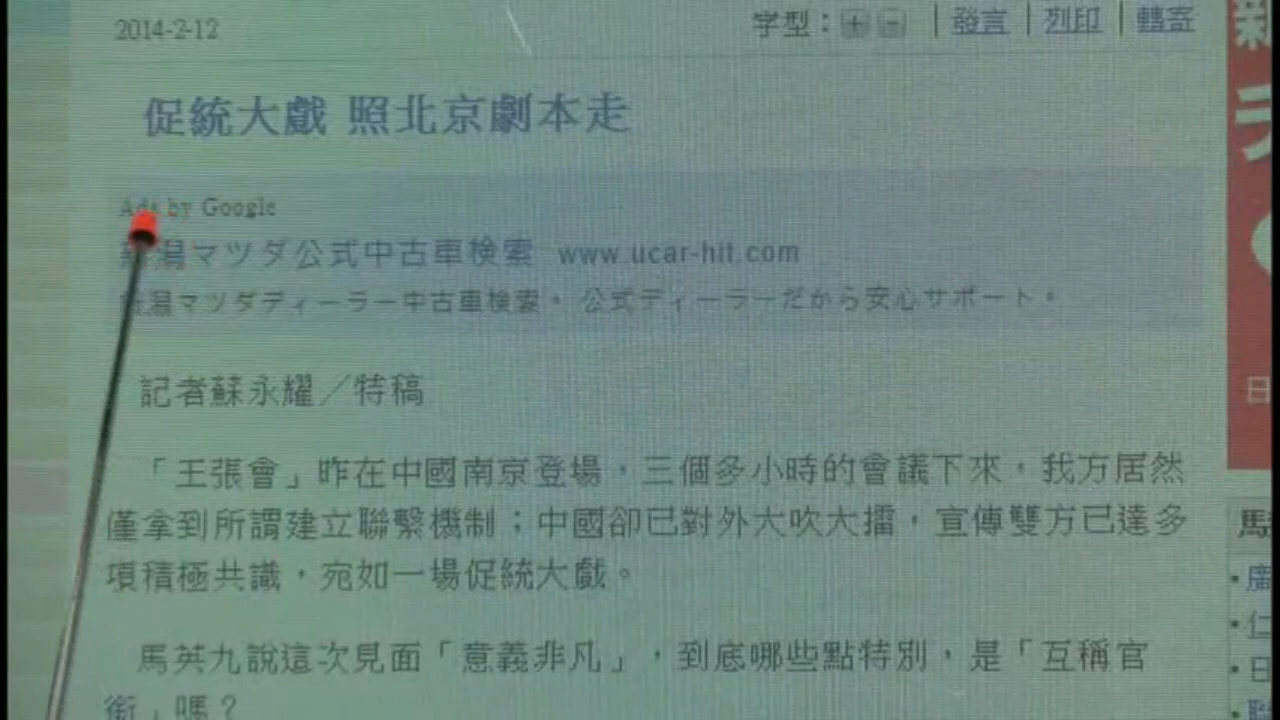 2014-2-12
字型： | 發言 | 列印 | 轉寄
促統大戲 照北京劇本走
Ads by Google
新潟マツダ公式中古車検索 www.ucar-hit.com
新潟マツダディーラー中古車検索。公式ディーラーだから安心サポート。
記者蘇永耀／特稿
「王張會」昨在中國南京登場，三個多小時的會議下來，我方居然
僅拿到所謂建立聯繫機制；中國卻已對外大吹大擂，宣傳雙方已達多
項積極共識，宛如一場促統大戲。
馬英九說這次見面「意義非凡」，到底哪些點特別，是「互稱官
銜」嗎？
新
日
馬